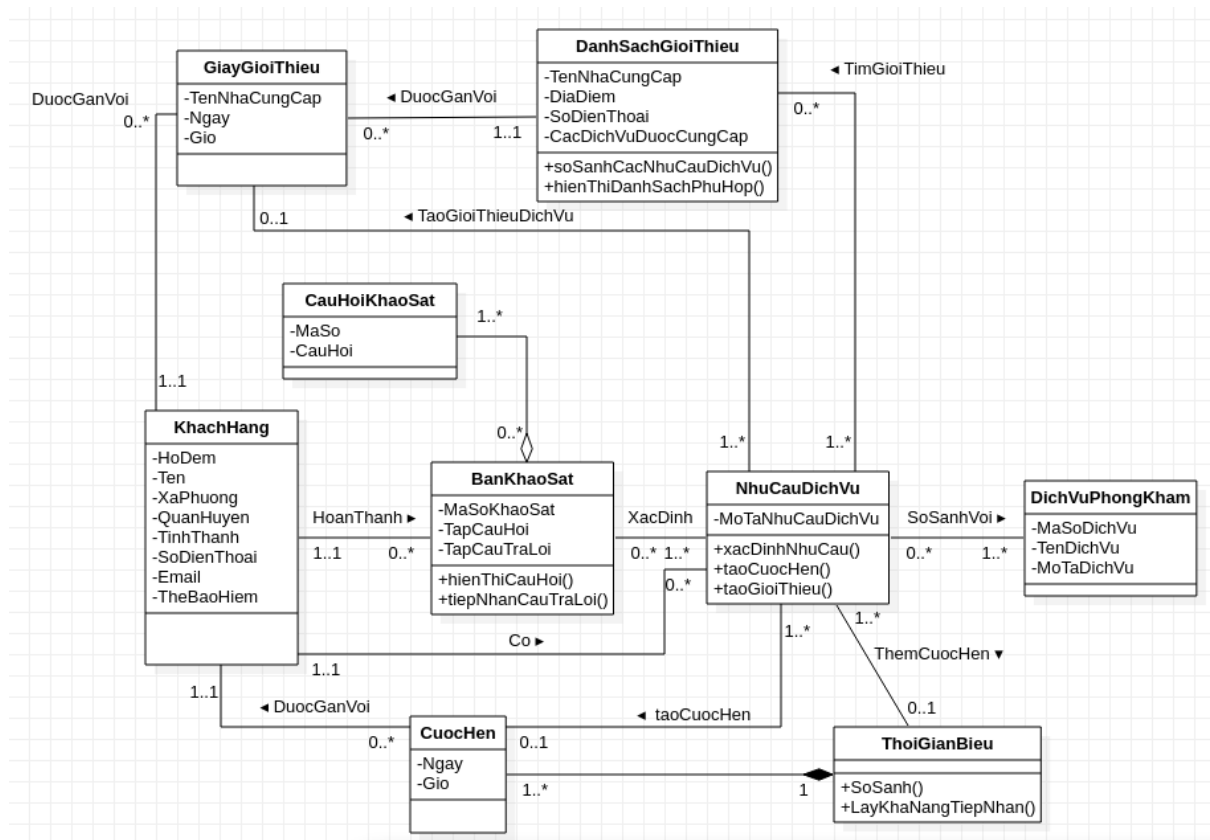 GiayGioiThieu
-TenNhaCungCap
-Ngay
-Gio
DanhSachGioiThieu
-TenNhaCungCap
-DiaDiem
-SoDienThoai
-CacDichVuDuocCungCap
+soSanhCacNhuCauDichVu()
+hienThiDanhSachPhuHop()
◄ TimGioiThieu
0..*
DuocGanVoi
0..*
◄ DuocGanVoi
0..*
1..1
0..1
◄ TaoGioiThieuDichVu
CauHoiKhaoSat
-MaSo
-CauHoi
1..*
0..*
1..1
KhachHang
-HoDem
-Ten
-XaPhuong
-QuanHuyen
-TinhThanh
-SoDienThoai
-Email
-TheBaoHiem
HoanThanh ►
1..1
0..*
BanKhaoSat
-MaSoKhaoSat
-TapCauHoi
-TapCauTraLoi
+hienThiCauHoi()
+tiepNhanCauTraLoi()
XacDinh
0..*
1..*
1..*
1..*
NhuCauDichVu
-MoTaNhuCauDichVu
+xacDinhNhuCau()
+taoCuocHen()
+taoGioiThieu()
SoSanhVoi ►
0..*
1..*
DichVuPhongKham
-MaSoDichVu
-TenDichVu
-MoTaDichVu
0..*
Co ►
1..1
1..*
1..*
ThemCuocHen ▼
0..1
1..1
◄ DuocGanVoi
0..*
◄ taoCuocHen
0..1
CuocHen
-Ngay
-Gio
1..*
1
ThoiGianBieu
+SoSanh()
+LayKhaNangTiepNhan()